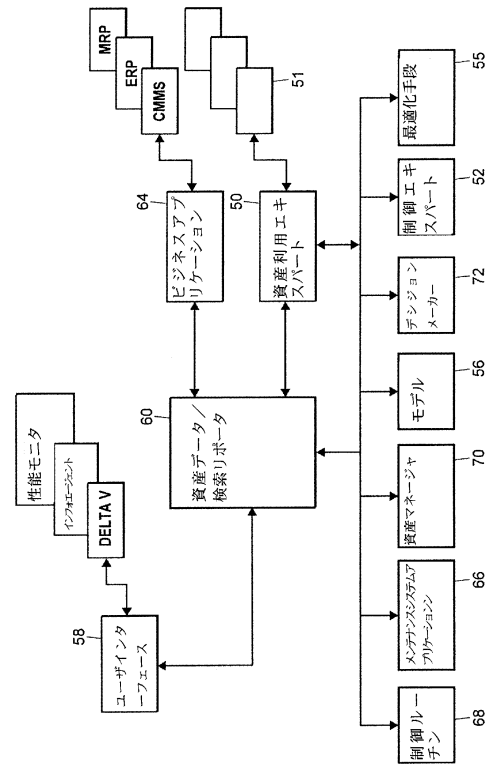 MRP
ERP
CMMS
51
64
ビジネスアプ
リケーション
50
資産利用エキ
スパート
性能モニタ
インフォエージェント
DELTA V
60
資産データ/
検索リポータ
58
ユーザインタ
ーフェース
最適化手段
55
制御エキ
スパート
52
デシジョン
メーカー
72
モデル
56
資産マネージャ
70
メンテナンスシステムア
プリケーションン
66
制御ルー
チン
68